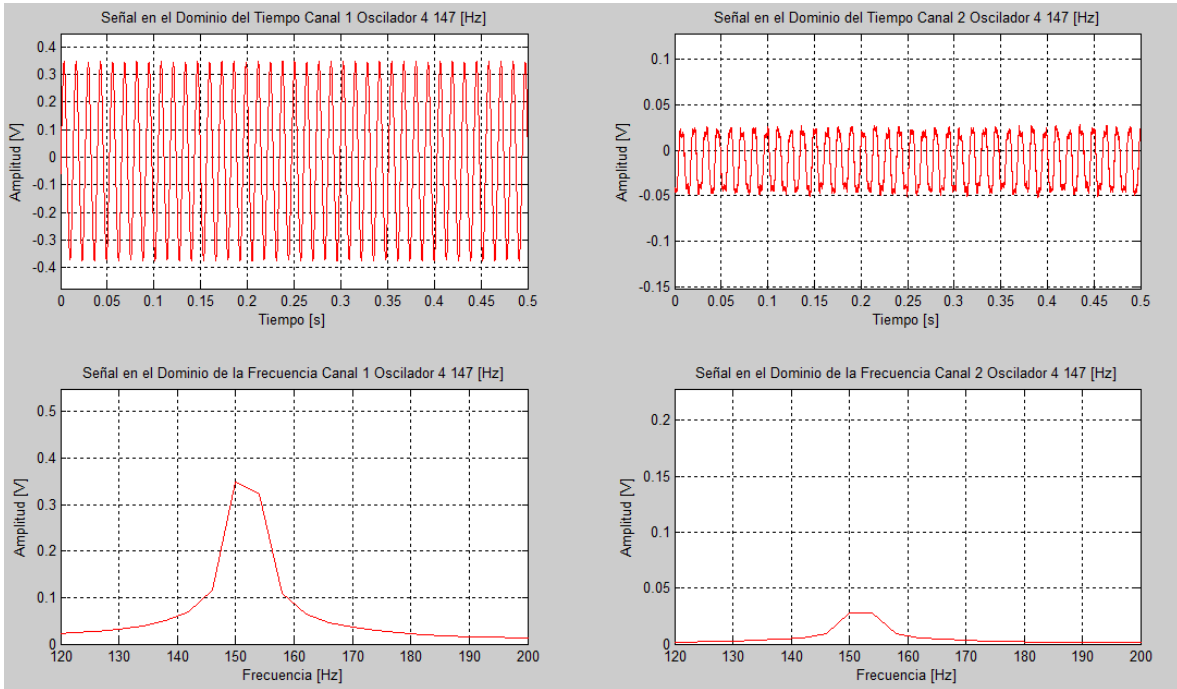 Señal en el Dominio del Tiempo Canal 1 Oscilador 4 147 [Hz]
0.4
0.3
0.2
0.1
0
-0.1
-0.2
-0.3
-0.4
Amplitud [V]
0 0.05 0.1 0.15 0.2 0.25 0.3 0.35 0.4 0.45 0.5
Tiempo [s]
Señal en el Dominio del Tiempo Canal 2 Oscilador 4 147 [Hz]
0.1
0.05
0
-0.05
-0.1
-0.15
Amplitud [V]
0 0.05 0.1 0.15 0.2 0.25 0.3 0.35 0.4 0.45 0.5
Tiempo [s]
Señal en el Dominio de la Frecuencia Canal 1 Oscilador 4 147 [Hz]
0.5
0.4
0.3
0.2
0.1
0
Amplitud [V]
120 130 140 150 160 170 180 190 200
Frecuencia [Hz]
Señal en el Dominio de la Frecuencia Canal 2 Oscilador 4 147 [Hz]
0.2
0.15
0.1
0.05
0
Amplitud [V]
120 130 140 150 160 170 180 190 200
Frecuencia [Hz]